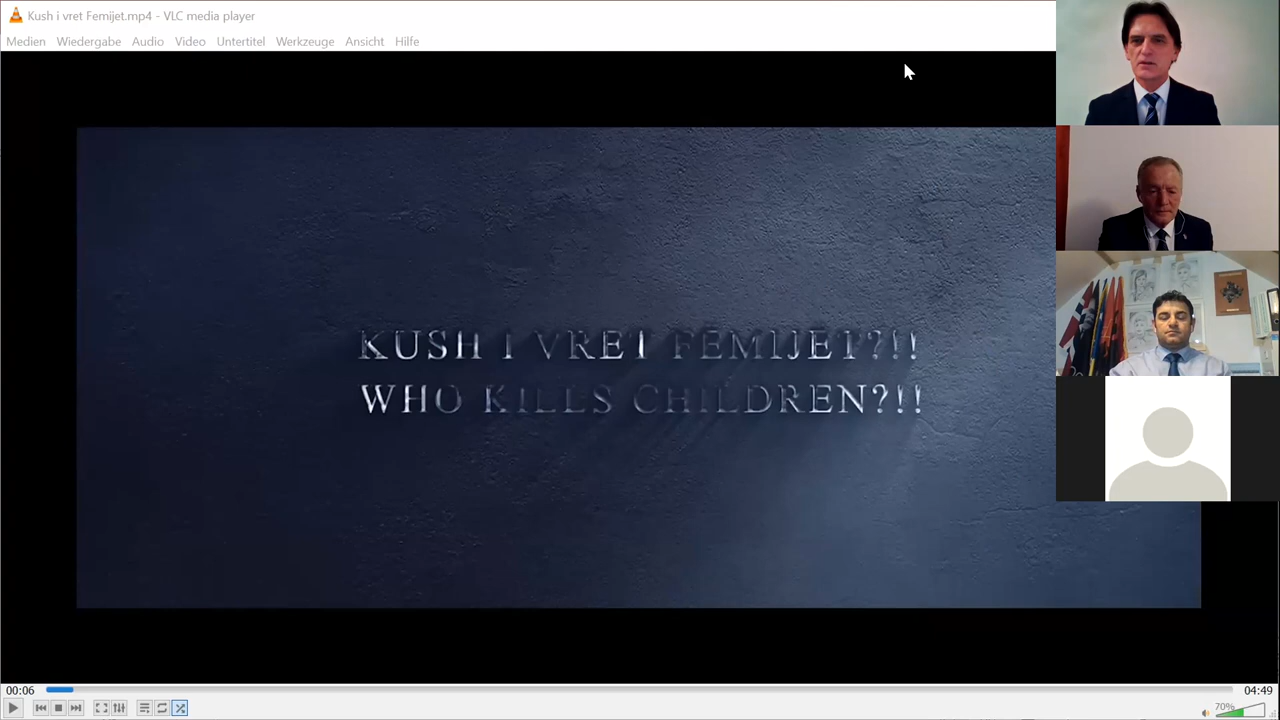 Kush i vret Femijet.mp4 - VLC media player
Medien Wiedergabe Audio Video Untertitel Werkzeuge Ansicht Hilfe
KUSH I VRET FEMIJET?!!
WHO KILLS CHILDREN?!!
00:06
04:49
70%